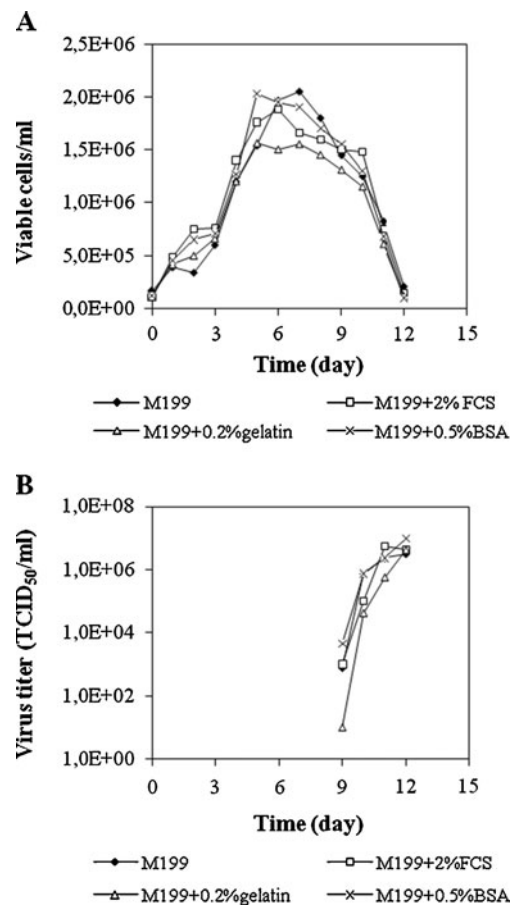 A
2,5E+06
2,0E+06
1,5E+06
1,0E+06
5,0E+05
0,0E+00
Viable cells/ml
0 3 6 9 12 15
Time (day)
M199 M199+2%FCS
M199+0.2%gelatin M199+0.5%BSA
B
1,0E+08
1,0E+06
1,0E+04
1,0E+02
1,0E+00
Virus titer (TCID50/ml)
0 3 6 9 12 15
Time (day)
M199 M199+2%FCS
M199+0.2%gelatin M199+0.5%BSA